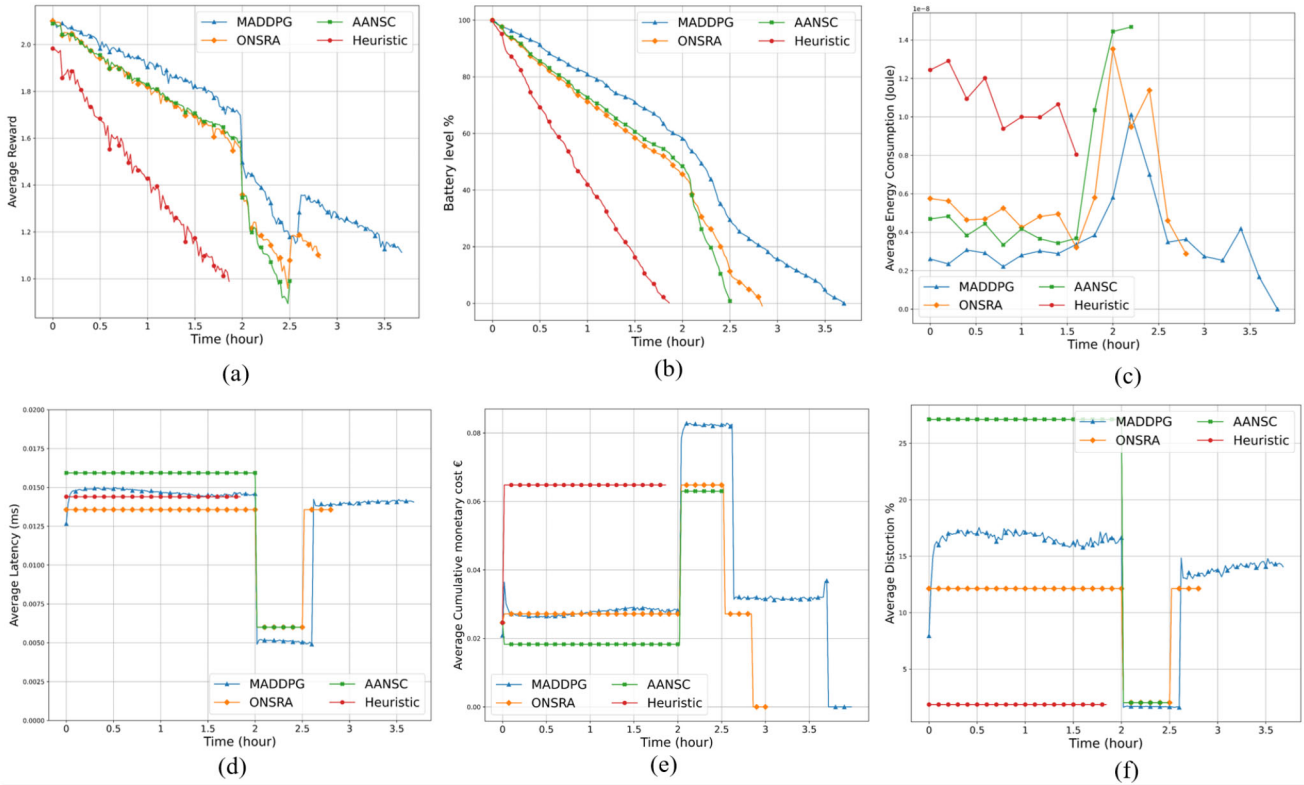 MADDPG AANSC
ONSRA Heuristic
2.0
1.8
1.6
1.4
1.2
1.0
Average Reward
0 0.5 1 1.5 2 2.5 3 3.5
Time (hour)
(a)
MADDPG AANSC
ONSRA Heuristic
100
80
60
40
20
0
Battery level %
0 0.5 1 1.5 2 2.5 3 3.5
Time (hour)
(b)
1e-8
1.4
1.2
1.0
0.8
0.6
0.4
0.2
0.0
Average Energy Consumption (Joule)
MADDPG AANSC
ONSRA Heuristic
0 0.5 1 1.5 2 2.5 3 3.5
Time (hour)
(c)
0.0200
0.0175
0.0150
0.0125
0.0100
0.0075
0.0050
0.0025
0.0000
Average Latency (ms)
MADDPG AANSC
ONSRA Heuristic
0 0.5 1 1.5 2 2.5 3 3.5
Time (hour)
(d)
0.08
0.06
0.04
0.02
0.00
Average Cumulative monetary cost €
MADDPG AANSC
ONSRA Heuristic
0 0.5 1 1.5 2 2.5 3 3.5
Time (hour)
(e)
MADDPG AANSC
ONSRA Heuristic
25
20
15
10
5
Average Distortion %
0 0.5 1 1.5 2 2.5 3 3.5
Time (hour)
(f)